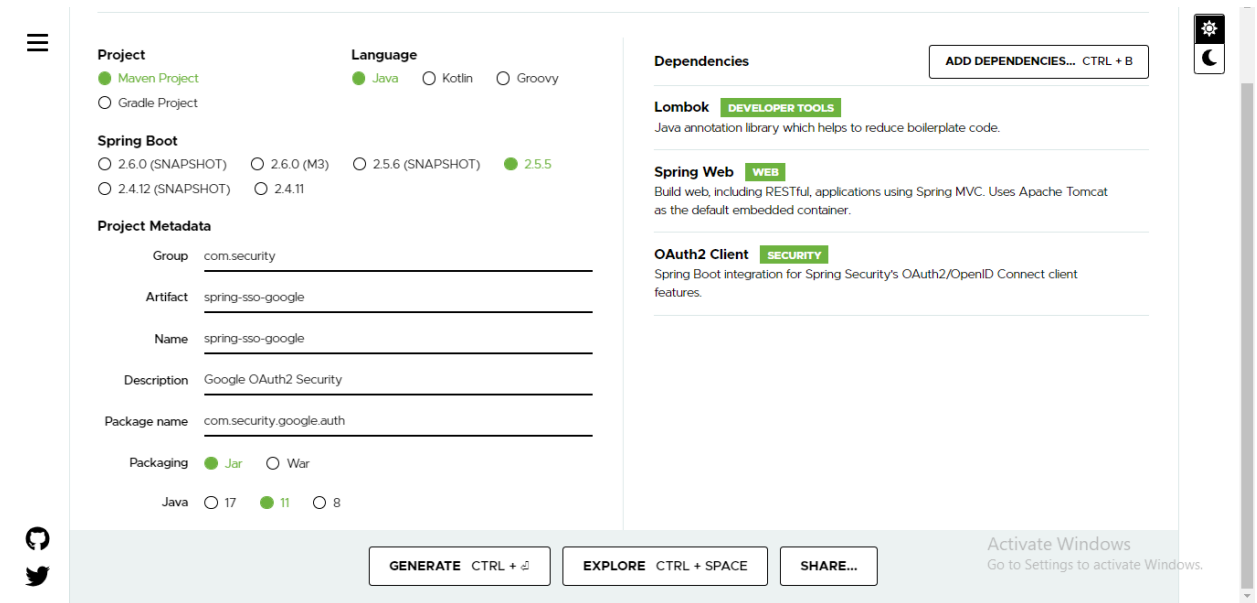 Project
Maven Project
Gradle Project
Language
Java Kotlin Groovy
Spring Boot
2.6.0 (SNAPSHOT) 2.6.0 (M3) 2.5.6 (SNAPSHOT) 2.5.5
2.4.12 (SNAPSHOT) 2.4.11
Project Metadata
Group com.security
Artifact spring-sso-google
Name spring-sso-google
Description Google OAuth2 Security
Package name com.security.google.auth
Packaging Jar War
Java 17 11 8
Dependencies
ADD DEPENDENCIES... CTRL + B
Lombok DEVELOPER TOOLS
Java annotation library which helps to reduce boilerplate code.
Spring Web WEB
Build web, including RESTful, applications using Spring MVC. Uses Apache Tomcat
as the default embedded container.
OAuth2 Client SECURITY
Spring Boot integration for Spring Security's OAuth2/OpenID Connect client
features.
GENERATE CTRL + ⏎
EXPLORE CTRL + SPACE
SHARE...
Activate Windows
Go to Settings to activate Windows.